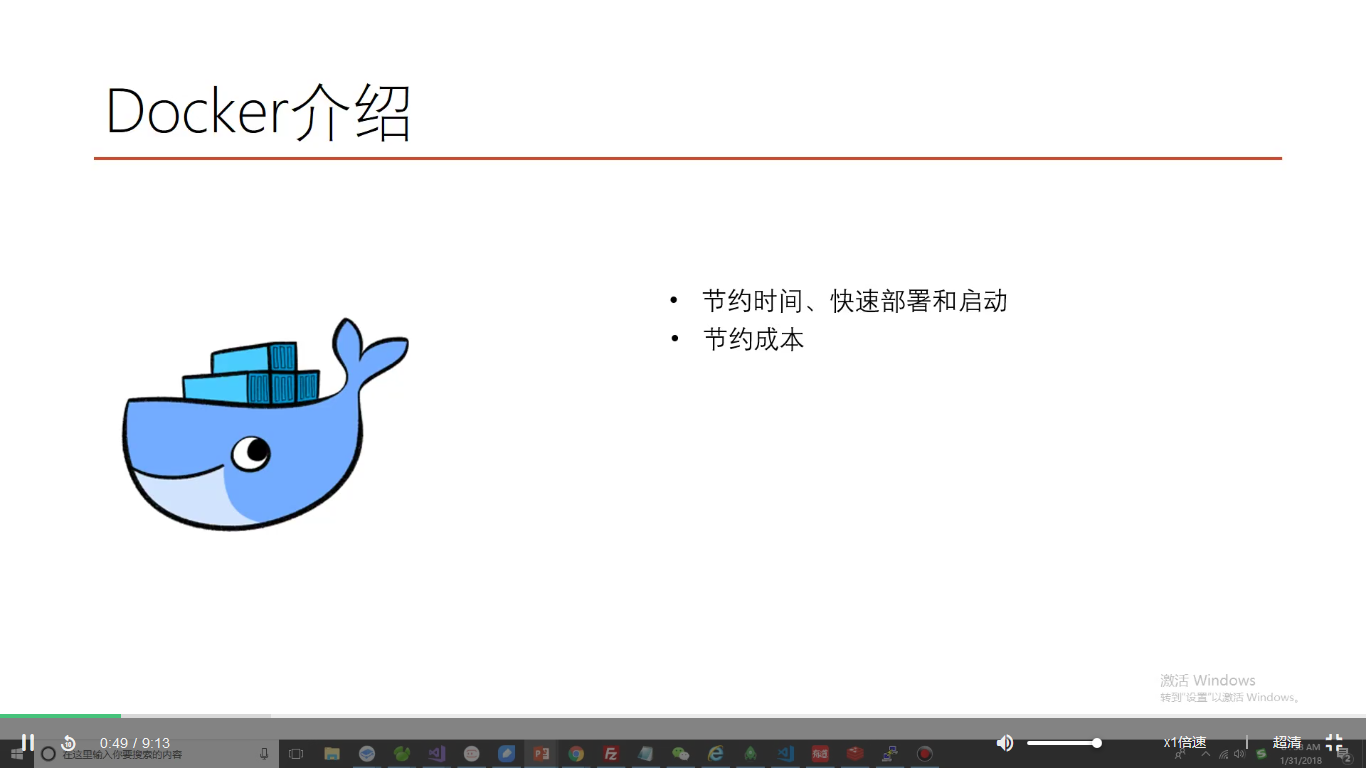 Docker介绍
• 节约时间、快速部署和启动
• 节约成本
激活 Windows
转到"设置"以激活 Windows。
10
0:49 / 9:13
在这里输入你要搜索的内容
x1倍速
超清
AM
1/31/2018